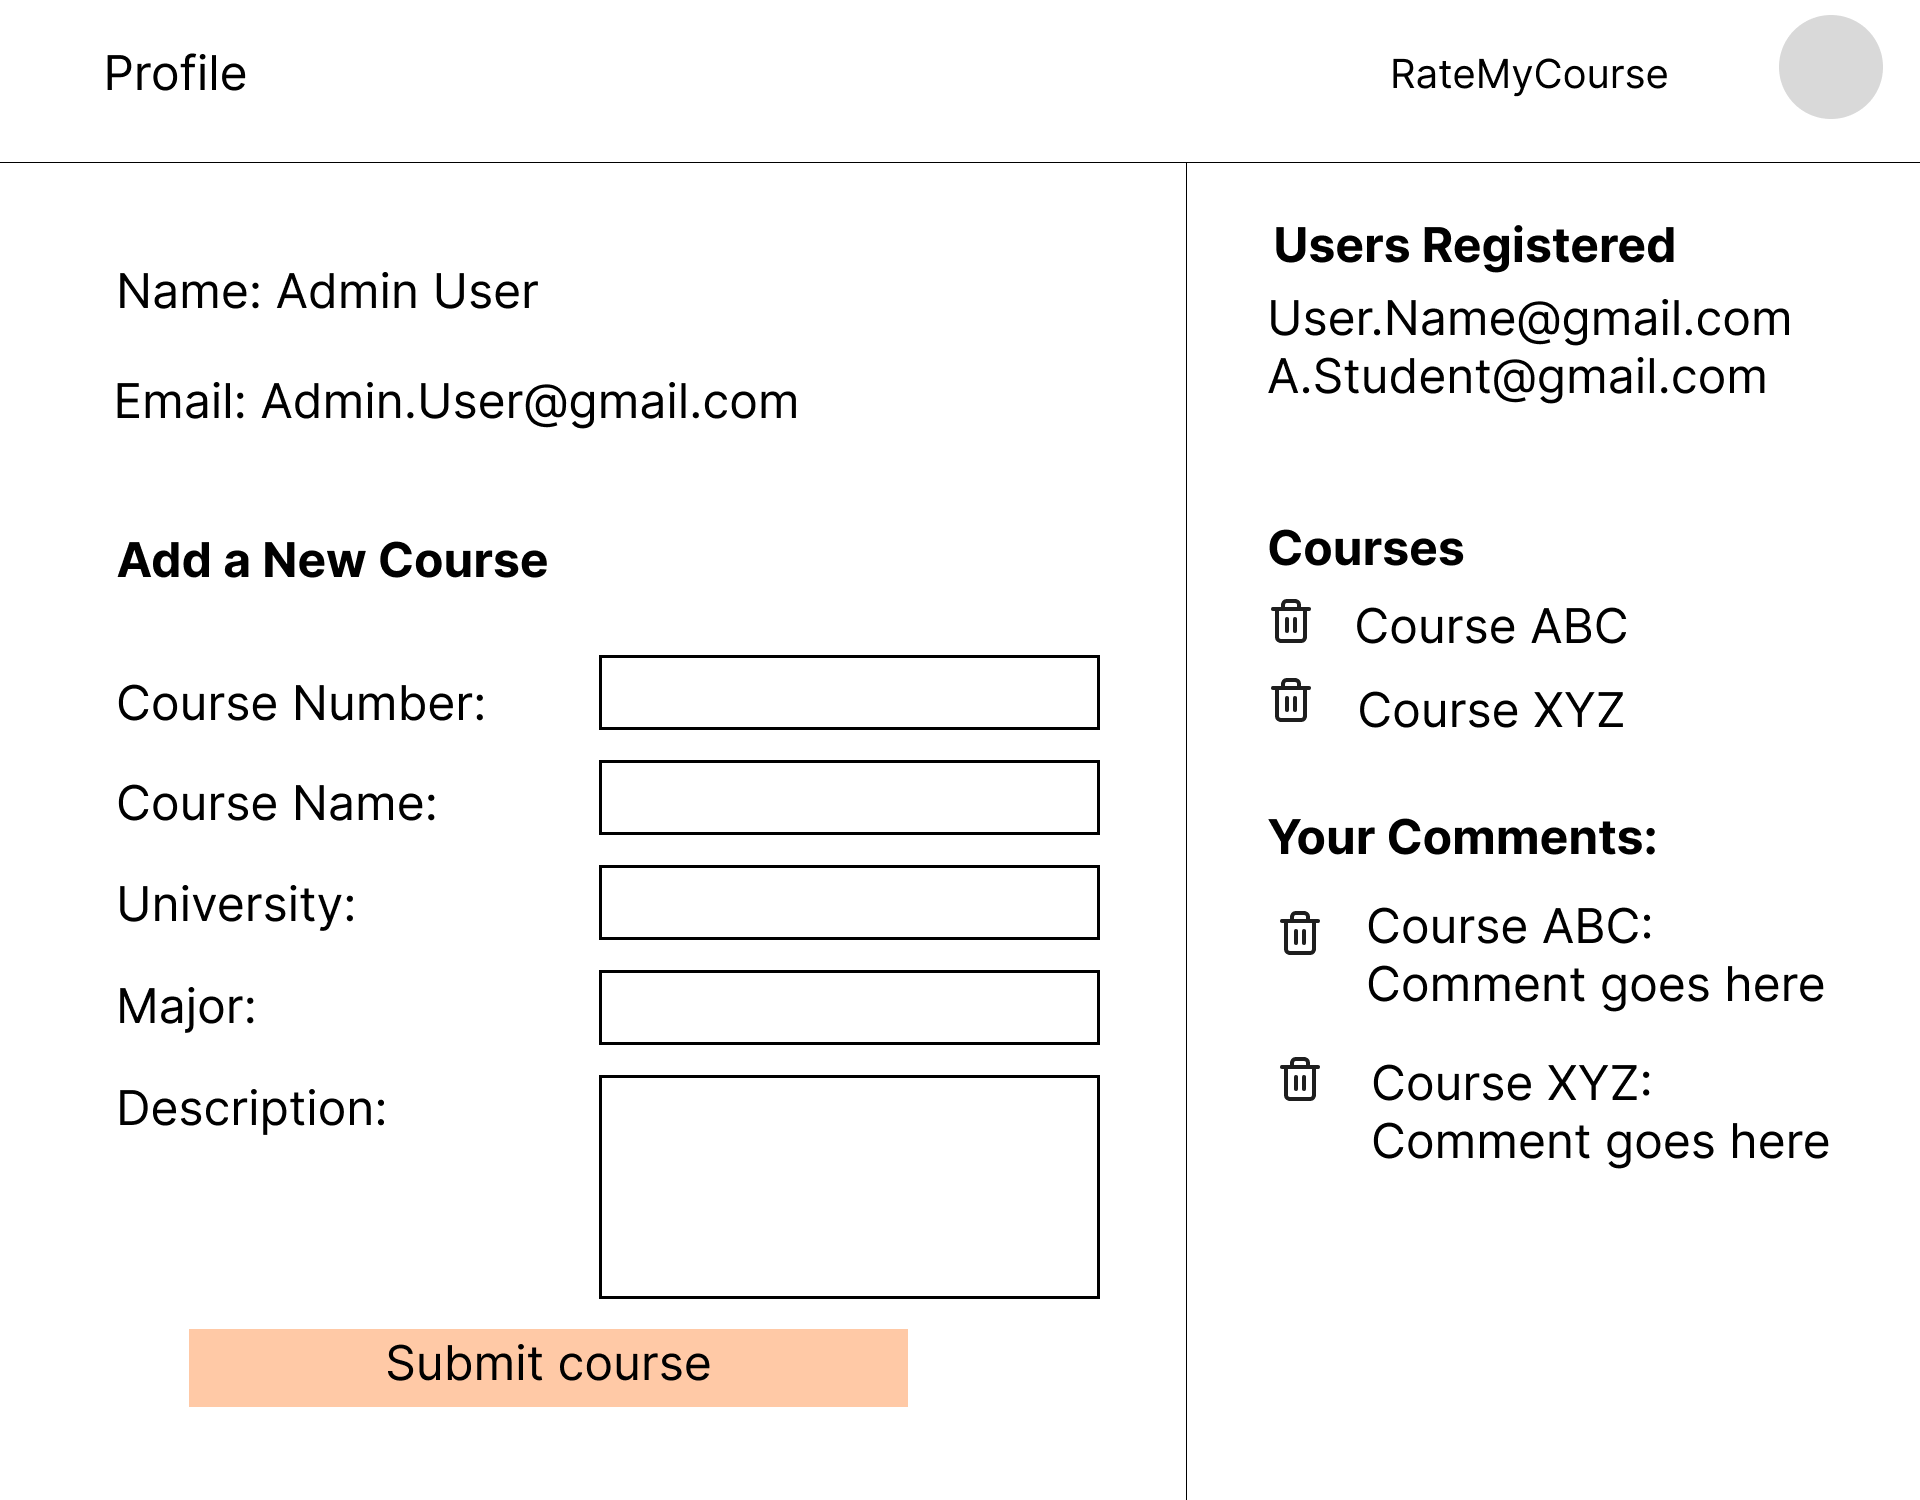 Profile
RateMyCourse
Name: Admin User
Email: Admin.User@gmail.com
Add a New Course
Course Number:
Course Name:
University:
Major:
Description:
Submit course
Users Registered
User.Name@gmail.com
A.Student@gmail.com
Courses
Course ABC
Course XYZ
Your Comments:
Course ABC:
Comment goes here
Course XYZ:
Comment goes here